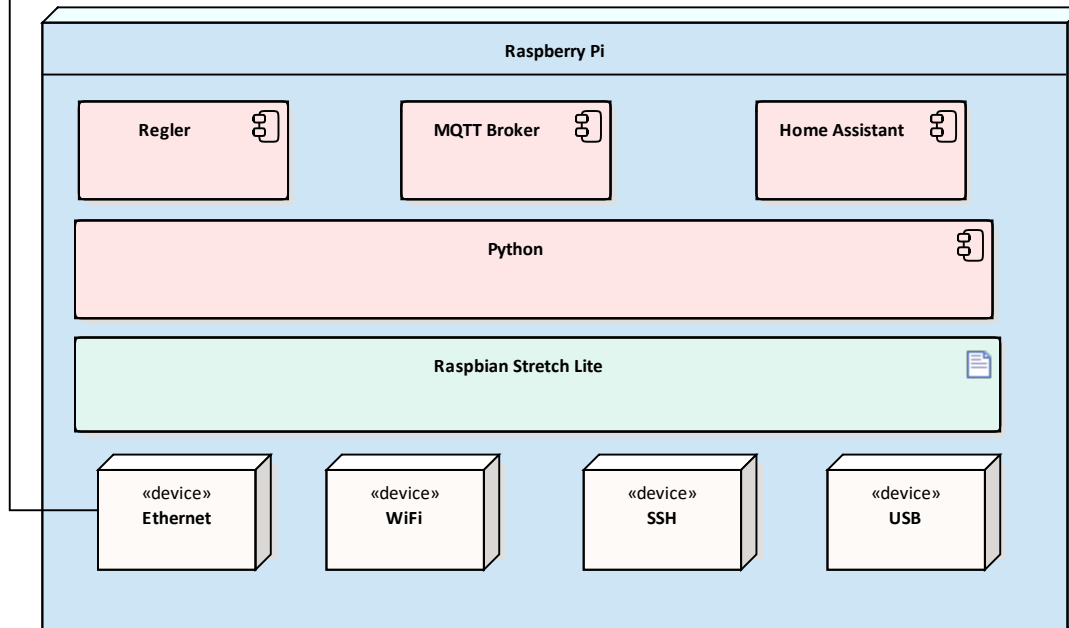 Raspberry Pi
Regler
MQTT Broker
Home Assistant
Python
Raspbian Stretch Lite
«device»
Ethernet
«device»
WiFi
«device»
SSH
«device»
USB